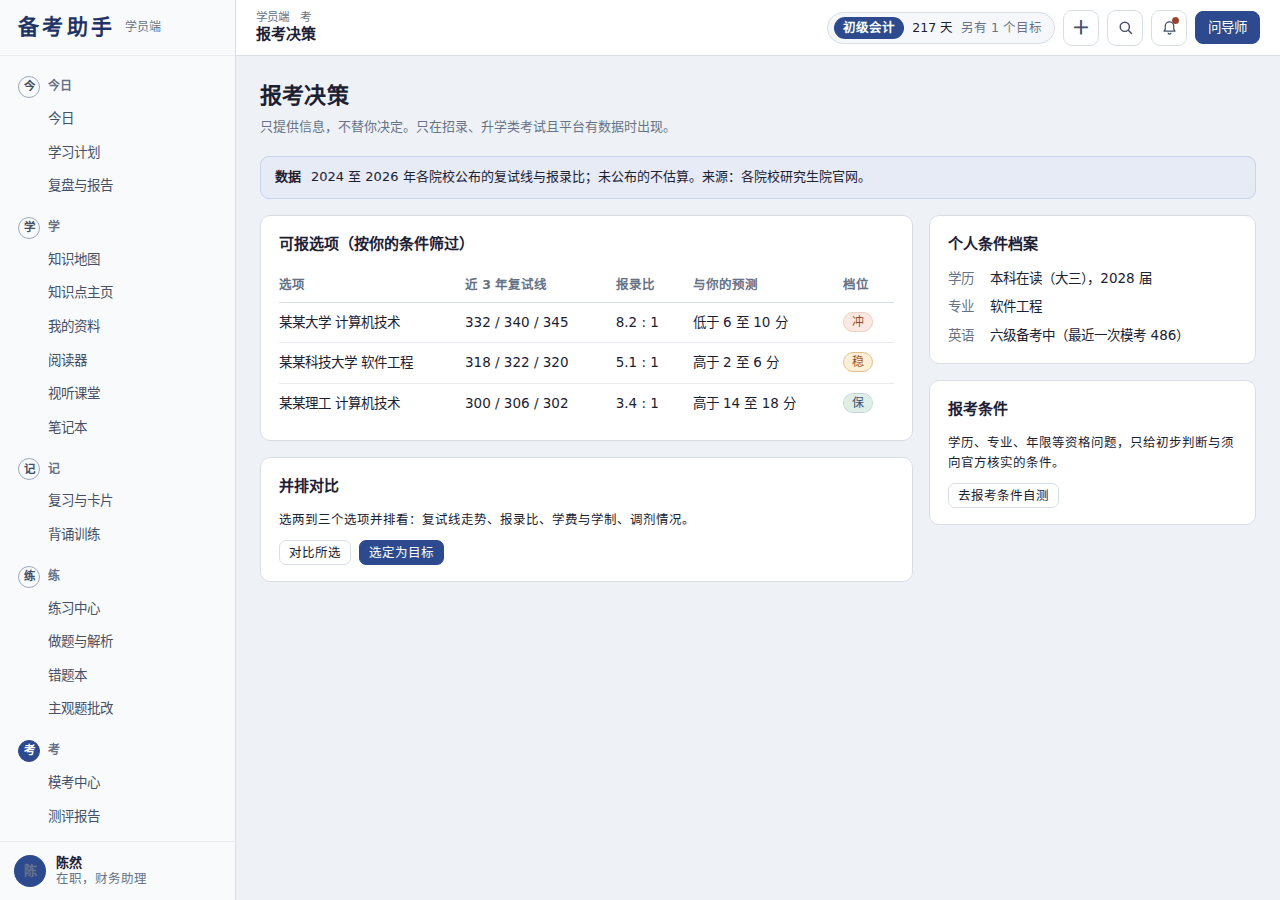 备考助手 学员端
今 今日
今日
学习计划
复盘与报告
学 学
知识地图
知识点主页
我的资料
阅读器
视听课堂
笔记本
记 记
复习与卡片
背诵训练
练 练
练习中心
做题与解析
错题本
主观题批改
考 考
模考中心
测评报告
陈 陈然
在职，财务助理
学员端 考
报考决策
初级会计 217 天 另有 1 个目标
问导师
报考决策
只提供信息，不替你决定。只在招录、升学类考试且平台有数据时出现。
数据 2024 至 2026 年各院校公布的复试线与报录比；未公布的不估算。来源：各院校研究生院官网。
可报选项（按你的条件筛过）
选项 近 3 年复试线 报录比 与你的预测 档位
某某大学 计算机技术 332 / 340 / 345 8.2 : 1 低于 6 至 10 分 冲
某某科技大学 软件工程 318 / 322 / 320 5.1 : 1 高于 2 至 6 分 稳
某某理工 计算机技术 300 / 306 / 302 3.4 : 1 高于 14 至 18 分 保
并排对比
选两到三个选项并排看：复试线走势、报录比、学费与学制、调剂情况。
对比所选 选定为目标
个人条件档案
学历 本科在读（大三），2028 届
专业 软件工程
英语 六级备考中（最近一次模考 486）
报考条件
学历、专业、年限等资格问题，只给初步判断与须
向官方核实的条件。
去报考条件自测